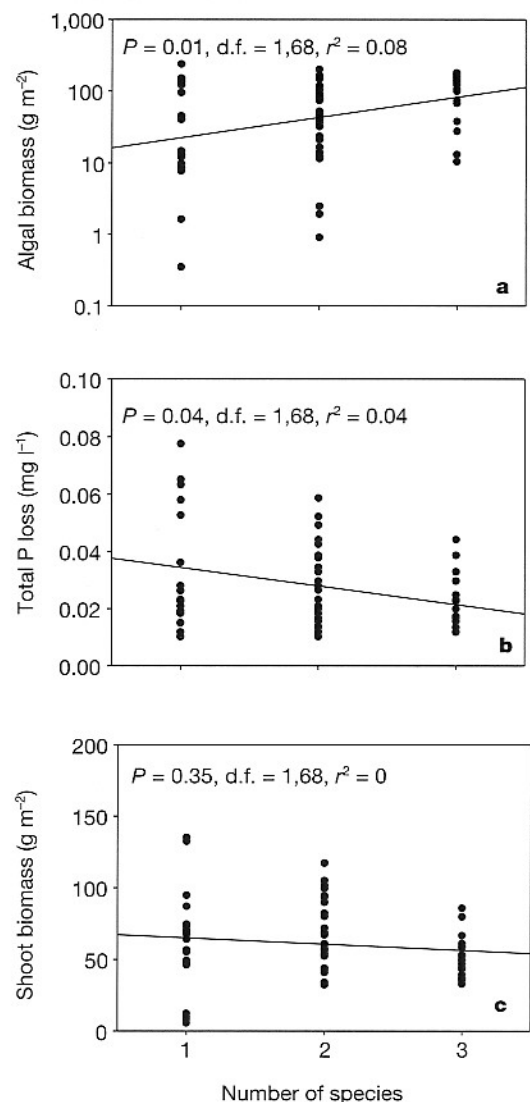 1,000
P = 0.01, d.f. = 1,68, r² = 0.08
100
10
1
0.1
Algal biomass (g m⁻²)
a
0.10
P = 0.04, d.f. = 1,68, r² = 0.04
0.08
0.06
0.04
0.02
0.00
Total P loss (mg l⁻¹)
b
200
P = 0.35, d.f. = 1,68, r² = 0
150
100
50
0
Shoot biomass (g m⁻²)
c
1 2 3
Number of species